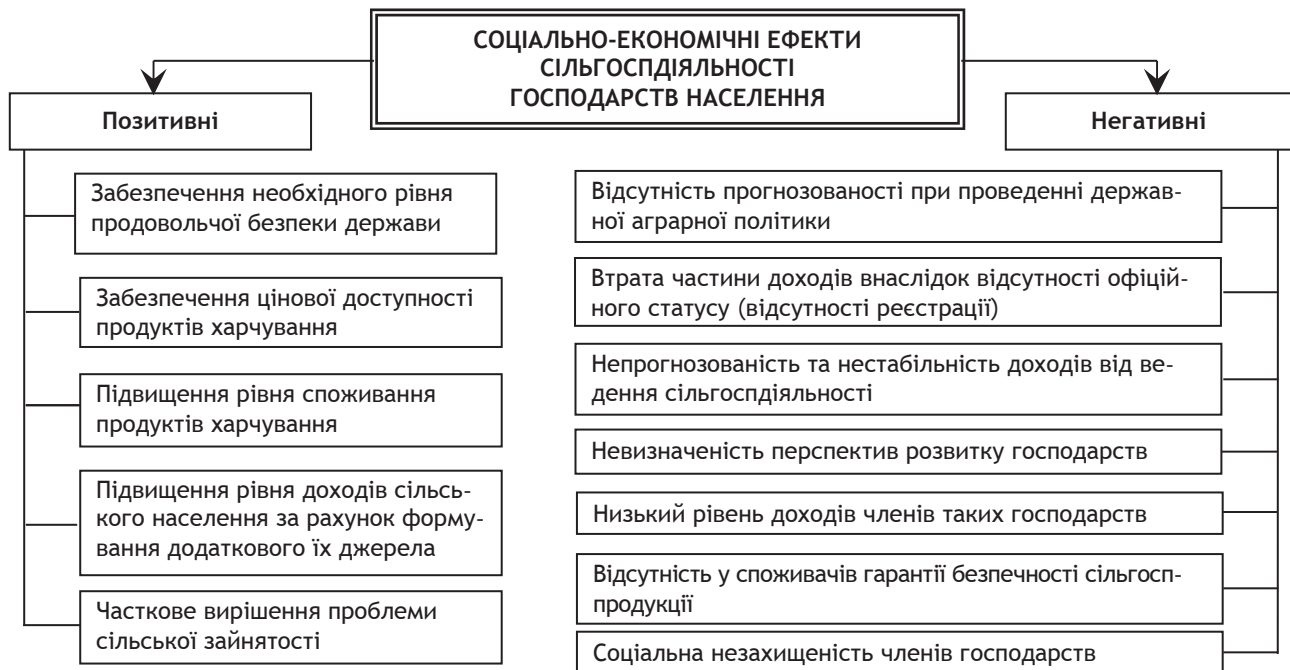 СОЦІАЛЬНО-ЕКОНОМІЧНІ ЕФЕКТИ
СІЛЬГОСПДІЯЛЬНОСТІ
ГОСПОДАРСТВ НАСЕЛЕННЯ
Позитивні
Забезпечення необхідного рівня
продовольчої безпеки держави
Забезпечення цінової доступності
продуктів харчування
Підвищення рівня споживання
продуктів харчування
Підвищення рівня доходів сільсь-
кого населення за рахунок форму-
вання додаткового їх джерела
Часткове вирішення проблеми
сільської зайнятості
Негативні
Відсутність прогнозованості при проведенні держав-
ної аграрної політики
Втрата частини доходів внаслідок відсутності офіцій-
ного статусу (відсутності реєстрації)
Непрогнозованість та нестабільність доходів від ве-
дення сільгоспдіяльності
Невизначеність перспектив розвитку господарств
Низький рівень доходів членів таких господарств
Відсутність у споживачів гарантії безпечності сільгосп-
продукції
Соціальна незахищеність членів господарств